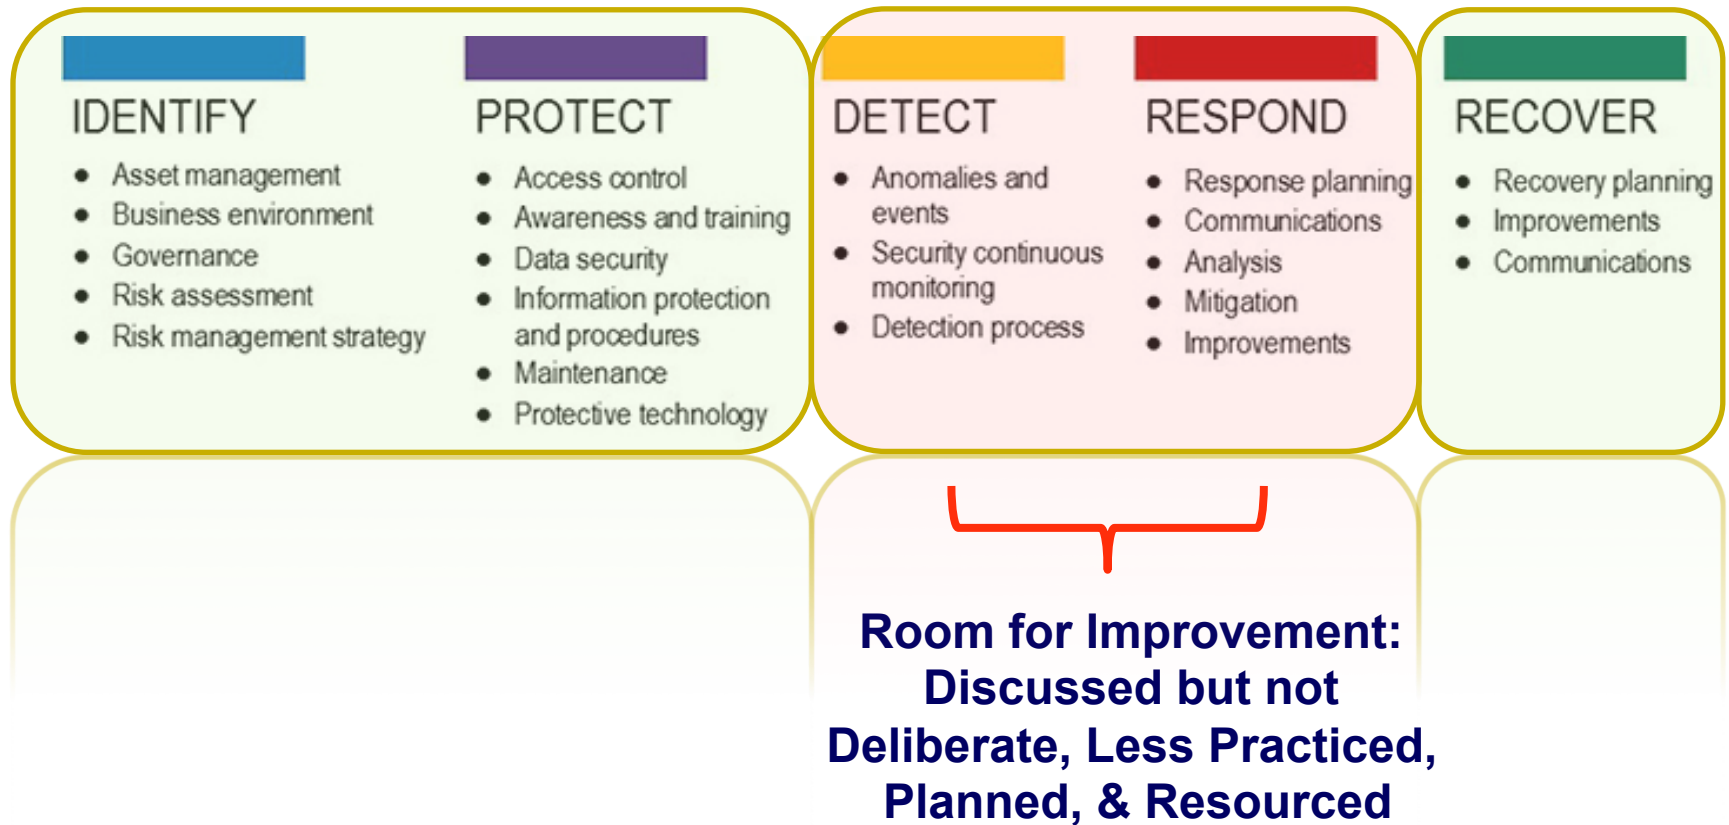 IDENTIFY
● Asset management
● Business environment
● Governance
● Risk assessment
● Risk management strategy
PROTECT
● Access control
● Awareness and training
● Data security
● Information protection
and procedures
● Maintenance
● Protective technology
DETECT
● Anomalies and
events
● Security continuous
monitoring
● Detection process
RESPOND
● Response planning
● Communications
● Analysis
● Mitigation
● Improvements
RECOVER
● Recovery planning
● Improvements
● Communications
Room for Improvement:
Discussed but not
Deliberate, Less Practiced,
Planned, & Resourced